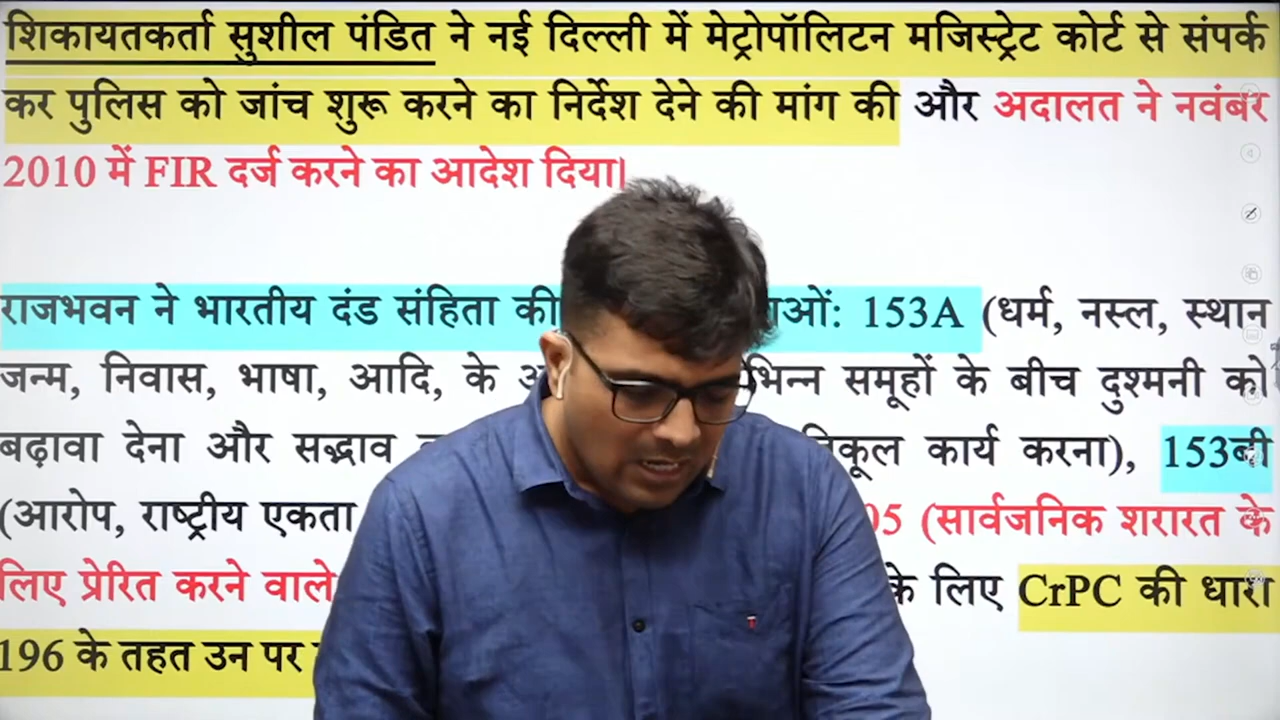 शिकायतकर्ता सुशील पंडित ने नई दिल्ली में मेट्रोपॉलिटन मजिस्ट्रेट कोर्ट से संपर्क
कर पुलिस को जांच शुरू करने का निर्देश देने की मांग की और अदालत ने नवंबर
2010 में FIR दर्ज करने का आदेश दिया।
राजभवन ने भारतीय दंड संहिता की 153A (धर्म, नस्ल, स्थान
जन्म, निवास, भाषा, आदि, के समूहों के बीच दुश्मनी को
बढ़ावा देना और सद्भाव कार्य करना), 153बी
(आरोप, राष्ट्रीय एकता (सार्वजनिक शरारत के
लिए प्रेरित करने वाले के लिए CrPC की धारा
196 के तहत उन पर